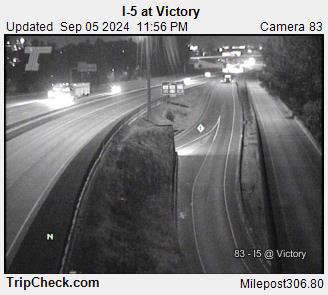 I-5 at Victory
Updated Sep 05 2024 11:56 PM Camera 83
T
N
83 - I5 @ Victory
TripCheck.com Milepost306.80